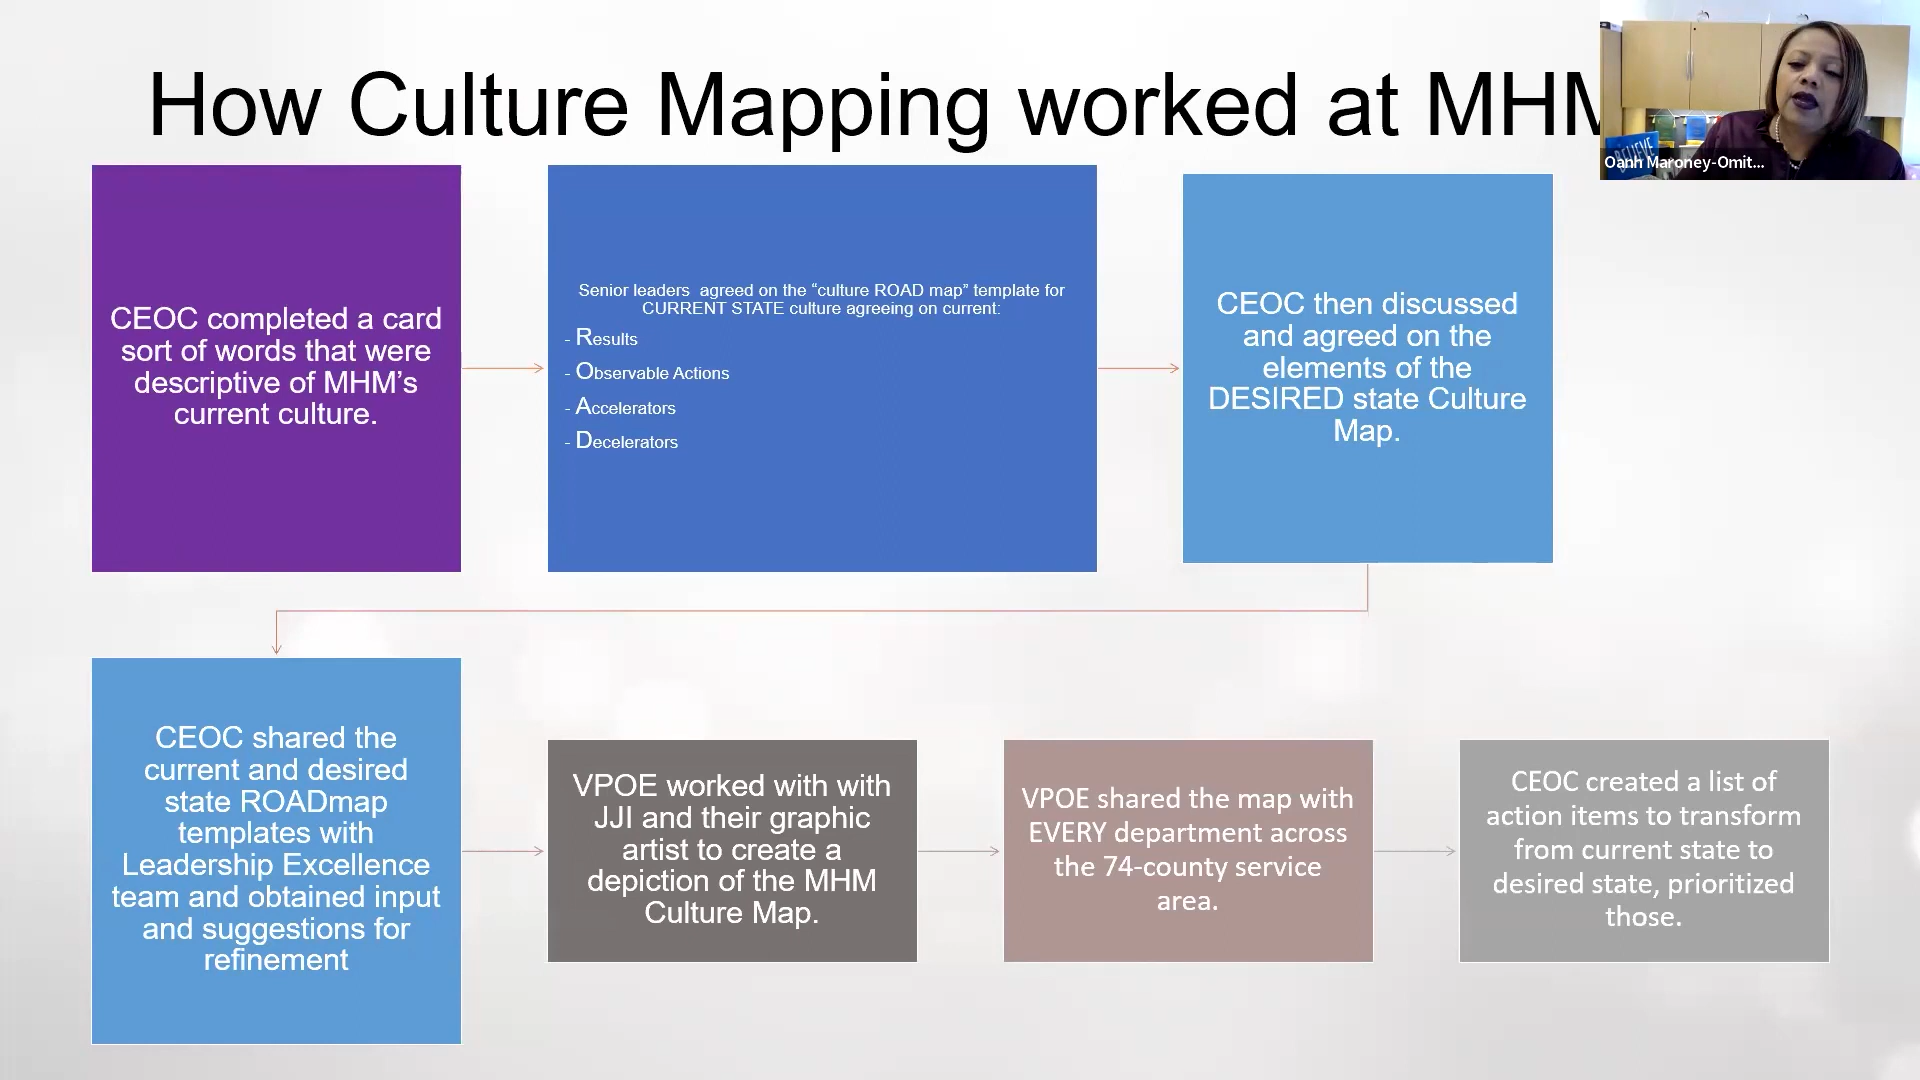 How Culture Mapping worked at MHM
BELIEVE
Oanh Maroney-Omit...
CEOC completed a card
sort of words that were
descriptive of MHM’s
current culture.
Senior leaders  agreed on the “culture ROAD map” template for
CURRENT STATE culture agreeing on current:
- Results
- Observable Actions
- Accelerators
- Decelerators
CEOC then discussed
and agreed on the
elements of the
DESIRED state Culture
Map.
CEOC shared the
current and desired
state ROADmap
templates with
Leadership Excellence
team and obtained input
and suggestions for
refinement
VPOE worked with with
JJI and their graphic
artist to create a
depiction of the MHM
Culture Map.
VPOE shared the map with
EVERY department across
the 74-county service
area.
CEOC created a list of
action items to transform
from current state to
desired state, prioritized
those.